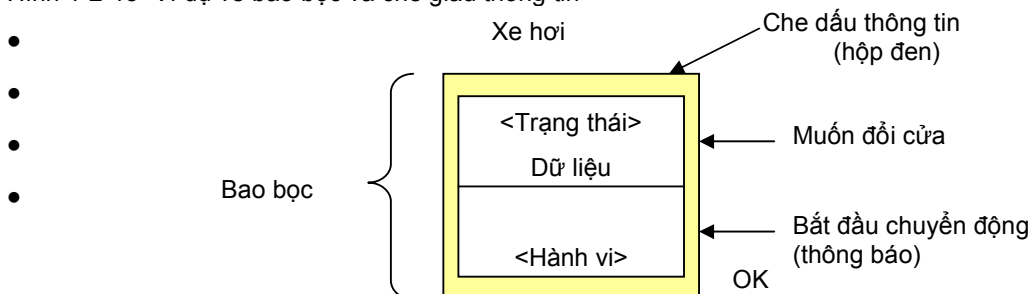 Xe hơi
Che dấu thông tin
(hộp đen)
<Trạng thái>
Dữ liệu
Muốn đổi cửa
Bao bọc
<Hành vi>
Bắt đầu chuyển động
(thông báo)
OK